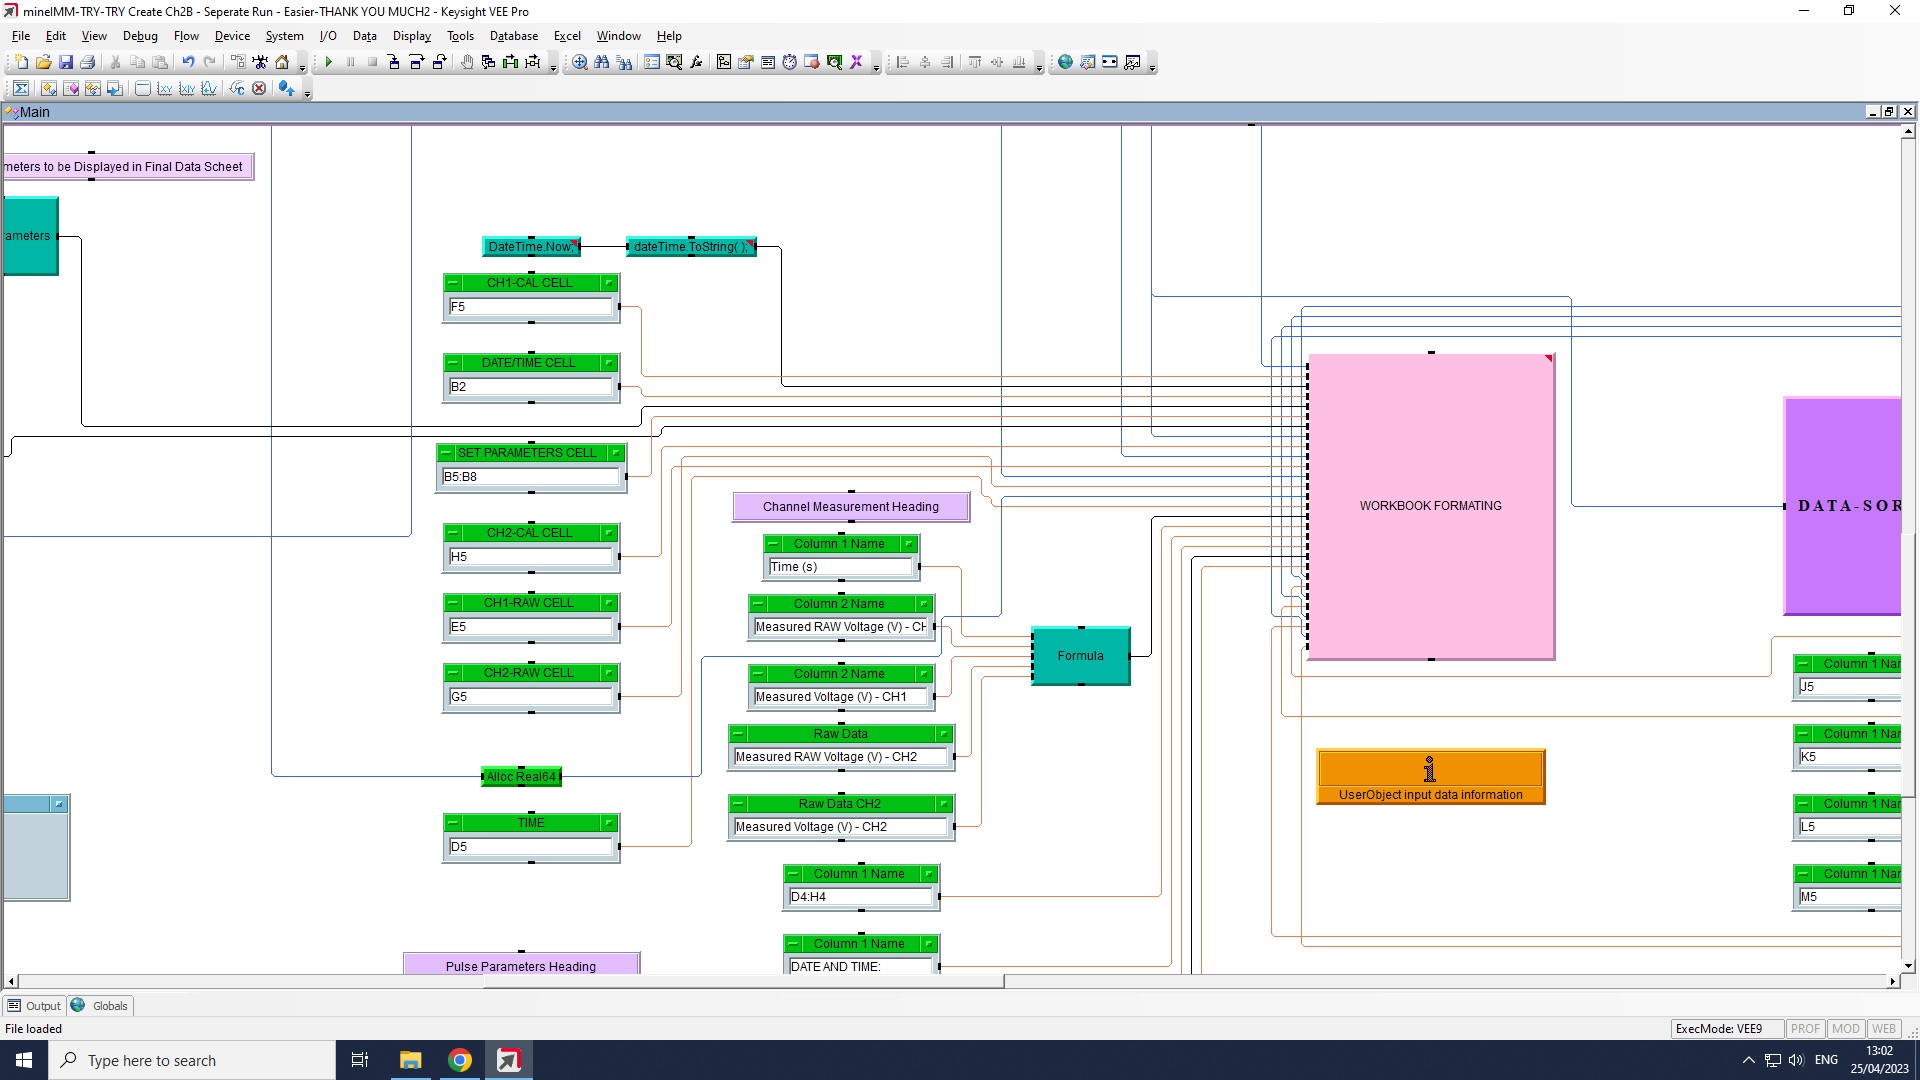 mineIMM-TRY-TRY Create Ch2B - Seperate Run - Easier-THANK YOU MUCH2 - Keysight VEE Pro
File Edit View Debug Flow Device System I/O Data Display Tools Database Excel Window Help
Main
meters to be Displayed in Final Data Scheet
ameters
DateTime.Now;
dateTime.ToString( );
CH1-CAL CELL
F5
DATE/TIME CELL
B2
SET PARAMETERS CELL
B5:B8
CH2-CAL CELL
H5
CH1-RAW CELL
E5
CH2-RAW CELL
G5
Alloc Real64
TIME
D5
Pulse Parameters Heading
Channel Measurement Heading
Column 1 Name
Time (s)
Column 2 Name
Measured RAW Voltage (V) - CH
Column 2 Name
Measured Voltage (V) - CH1
Raw Data
Measured RAW Voltage (V) - CH2
Raw Data CH2
Measured Voltage (V) - CH2
Column 1 Name
D4:H4
Column 1 Name
DATE AND TIME:
Formula
WORKBOOK FORMATING
UserObject input data information
DATA-SOR
Column 1 Nar
J5
Column 1 Nar
K5
Column 1 Nar
L5
Column 1 Nar
M5
Output Globals
File loaded
ExecMode: VEE9 PROF MOD WEB
Type here to search
ENG
13:02
25/04/2023